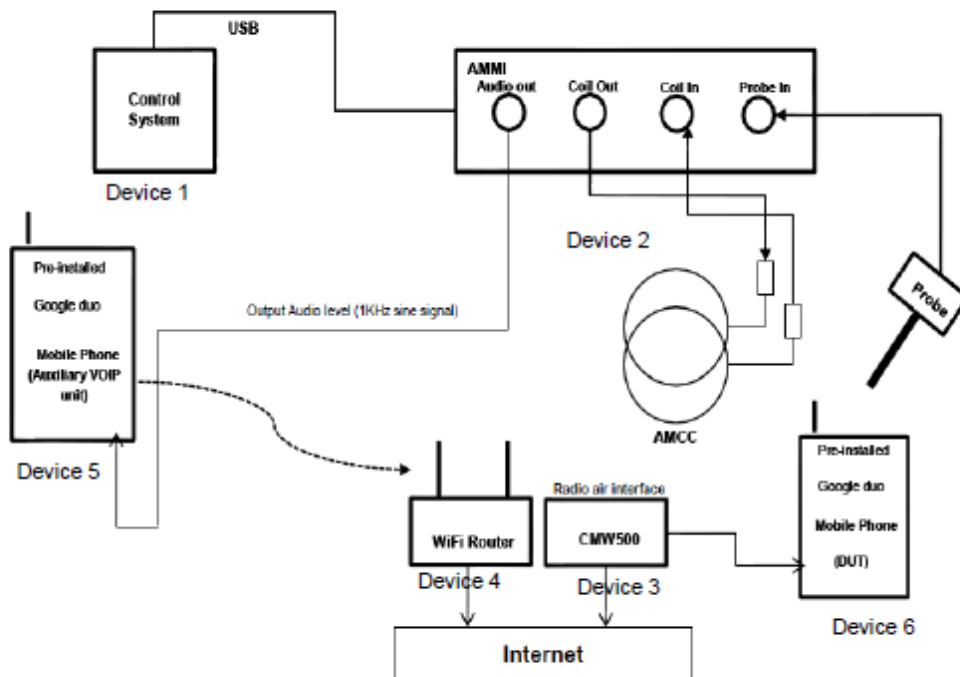 USB
AMMI
Audio out
Coil Out
Coil In
Probe In
Control
System
Device 1
Device 2
Pre-installed
Google duo
Mobile Phone
(Auxiliary VOIP
unit)
Device 5
Output Audio level (1KHz sine signal)
Probe
AMCC
Radio air interface
WiFi Router
Device 4
CMW500
Device 3
Pre-installed
Google duo
Mobile Phone
(DUT)
Device 6
Internet